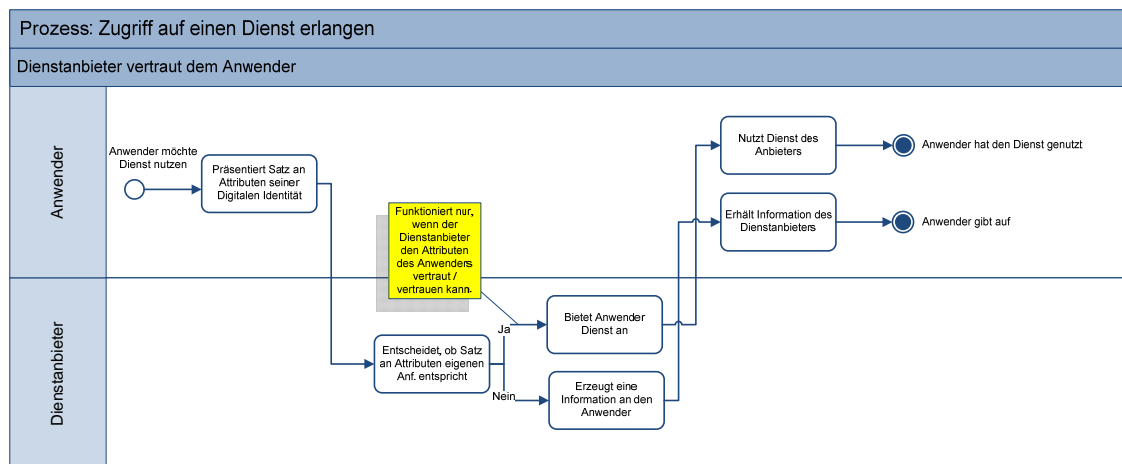 Prozess: Zugriff auf einen Dienst erlangen
Dienstanbieter vertraut dem Anwender
Anwender
Anwender möchte
Dienst nutzen
Präsentiert Satz an
Attributen seiner
Digitalen Identität
Funktioniert nur,
wenn der
Dienstanbieter
den Attributen
des Anwenders
vertraut /
vertrauen kann.
Nutzt Dienst des
Anbieters
Anwender hat den Dienst genutzt
Erhält Information des
Dienstanbieters
Anwender gibt auf
Dienstanbieter
Entscheidet, ob Satz
an Attributen eigenen
Anf. entspricht
Ja
Nein
Bietet Anwender
Dienst an
Erzeugt eine
Information an den
Anwender